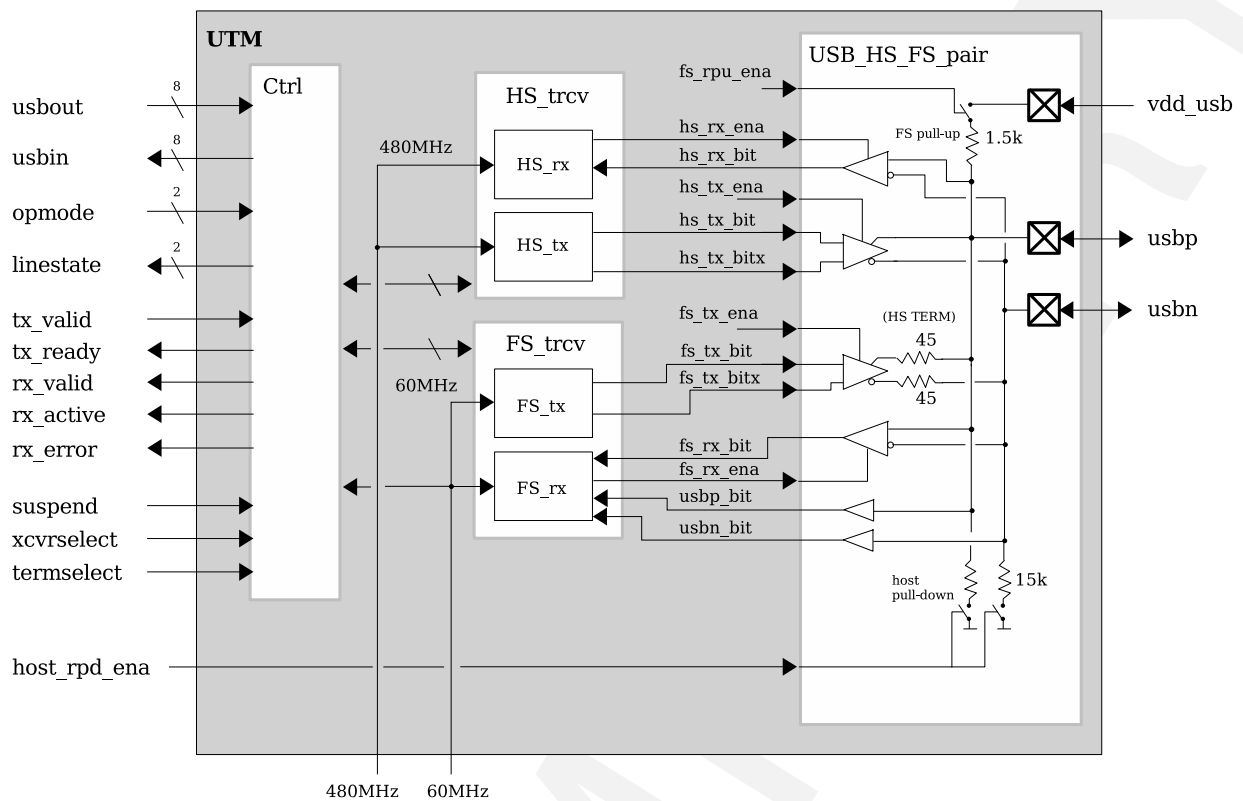 UTM
USB_HS_FS_pair
Ctrl
HS_trcv
fs_rpu_ena
8
usbout
vdd_usb
hs_rx_ena
FS pull-up
1.5k
8
480MHz
HS_rx
hs_rx_bit
usbin
hs_tx_ena
2
opmode
hs_tx_bit
HS_tx
usbp
2
linestate
hs_tx_bitx
usbn
tx_valid
fs_tx_ena
(HS TERM)
FS_trcv
45
tx_ready
fs_tx_bit
rx_valid
60MHz
fs_tx_bitx
45
rx_active
FS_tx
rx_error
fs_rx_bit
fs_rx_ena
FS_rx
usbp_bit
suspend
usbn_bit
xcvrselect
termselect
host
pull-down
15k
host_rpd_ena
480MHz
60MHz